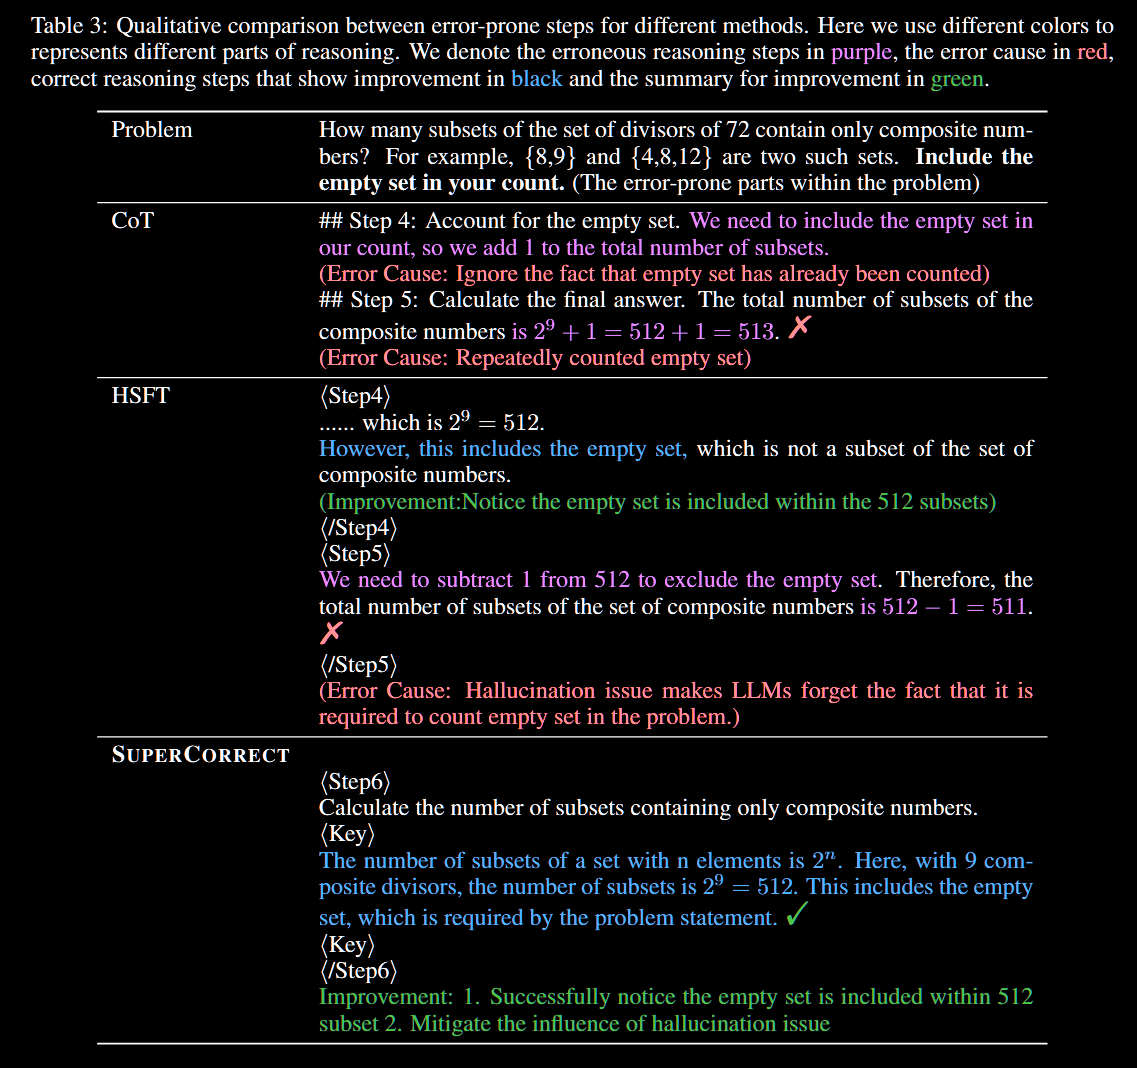 Table 3: Qualitative comparison between error-prone steps for different methods. Here we use different colors to
represents different parts of reasoning. We denote the erroneous reasoning steps in purple, the error cause in red,
correct reasoning steps that show improvement in black and the summary for improvement in green.
Problem
How many subsets of the set of divisors of 72 contain only composite num-
bers? For example, {8,9} and {4,8,12} are two such sets. Include the
empty set in your count. (The error-prone parts within the problem)
CoT
## Step 4: Account for the empty set. We need to include the empty set in
our count, so we add 1 to the total number of subsets.
(Error Cause: Ignore the fact that empty set has already been counted)
## Step 5: Calculate the final answer. The total number of subsets of the
composite numbers is 2⁹ + 1 = 512 + 1 = 513. ✗
(Error Cause: Repeatedly counted empty set)
HSFT
⟨Step4⟩
...... which is 2⁹ = 512.
However, this includes the empty set, which is not a subset of the set of
composite numbers.
(Improvement:Notice the empty set is included within the 512 subsets)
⟨/Step4⟩
⟨Step5⟩
We need to subtract 1 from 512 to exclude the empty set. Therefore, the
total number of subsets of the set of composite numbers is 512 − 1 = 511.
✗
⟨/Step5⟩
(Error Cause: Hallucination issue makes LLMs forget the fact that it is
required to count empty set in the problem.)
SUPERCORRECT
⟨Step6⟩
Calculate the number of subsets containing only composite numbers.
⟨Key⟩
The number of subsets of a set with n elements is 2ⁿ. Here, with 9 com-
posite divisors, the number of subsets is 2⁹ = 512. This includes the empty
set, which is required by the problem statement. ✓
⟨Key⟩
⟨/Step6⟩
Improvement: 1. Successfully notice the empty set is included within 512
subset 2. Mitigate the influence of hallucination issue